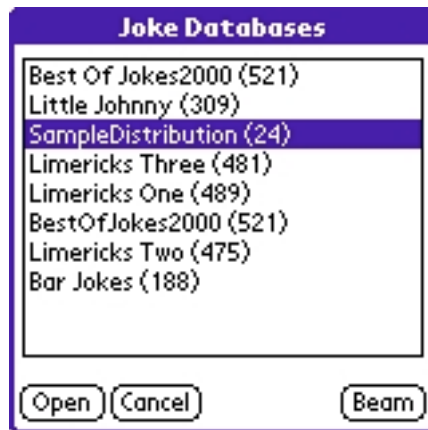 Joke Databases
Best Of Jokes2000 (521)
Little Johnny (309)
SampleDistribution (24)
Limericks Three (481)
Limericks One (489)
BestOfJokes2000 (521)
Limericks Two (475)
Bar Jokes (188)
Open Cancel Beam